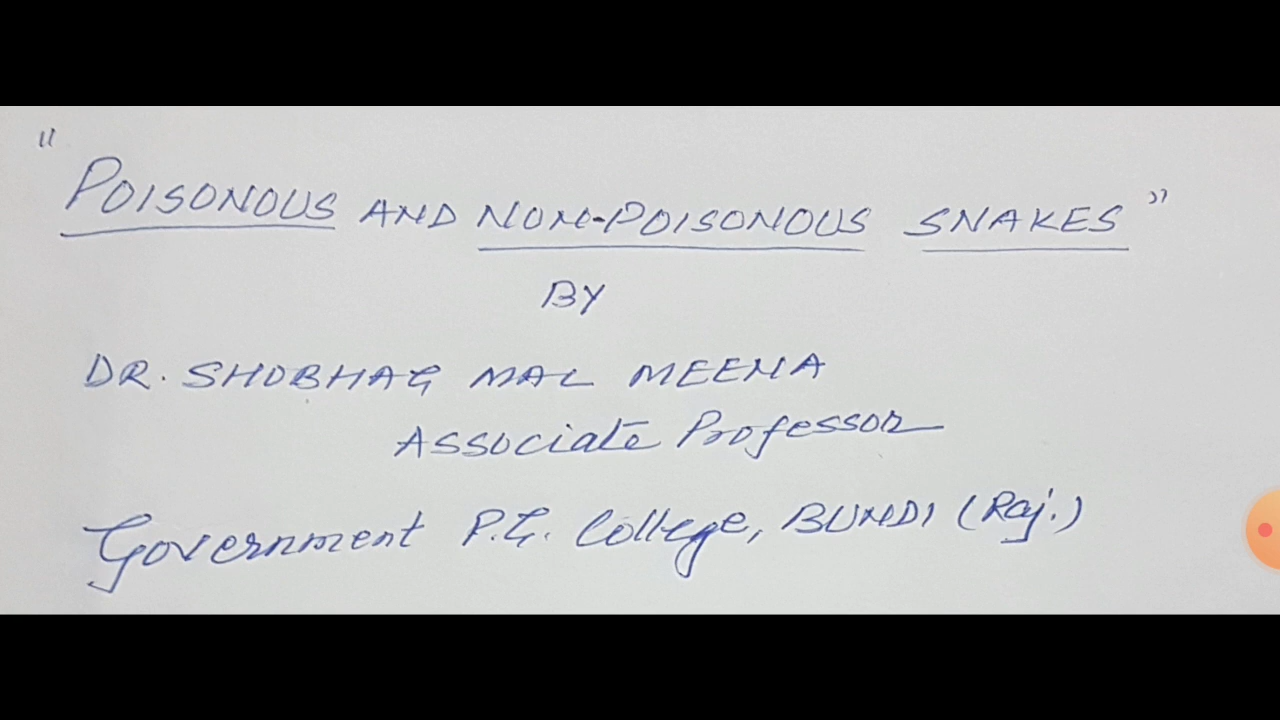 "POISONOUS AND NON-POISONOUS SNAKES"
BY
DR. SHOBHAG MAL MEENA
Associate Professor
Government P.G. College, BUNDI (Raj.)